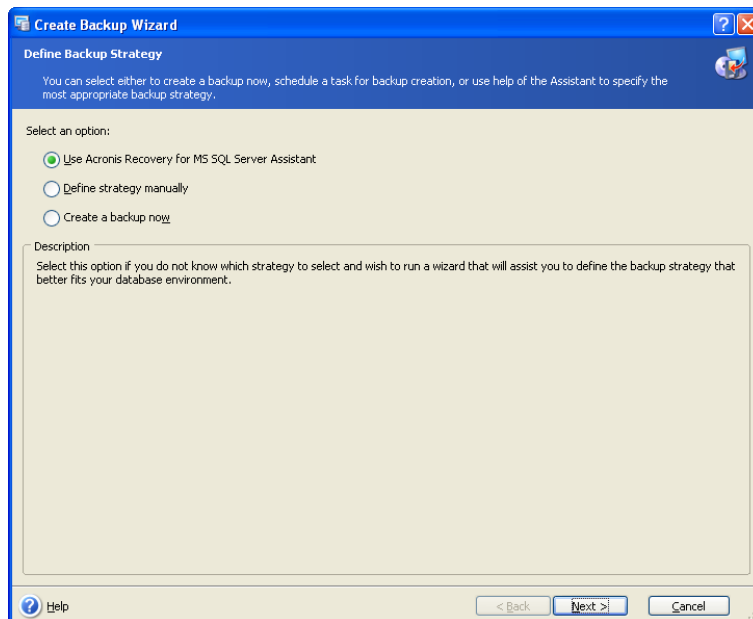 Create Backup Wizard
Define Backup Strategy
You can select either to create a backup now, schedule a task for backup creation, or use help of the Assistant to specify the
most appropriate backup strategy.
Select an option:
Use Acronis Recovery for MS SQL Server Assistant
Define strategy manually
Create a backup now
Description
Select this option if you do not know which strategy to select and wish to run a wizard that will assist you to define the backup strategy that
better fits your database environment.
Help
< Back
Next >
Cancel